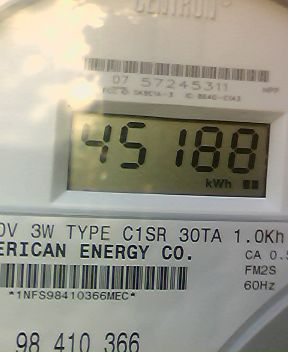 CENTRON
07 57245311
45188
kWh
0V 3W TYPE C1SR 30TA 1.0Kh
ERICAN ENERGY CO.
CA 0.5
FM2S
60Hz
*1NFS98410366MEC*
98 410 366